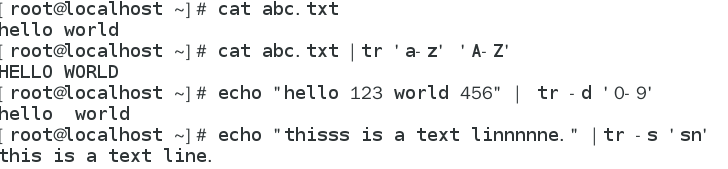 [root@localhost ~]# cat abc.txt
hello world
[root@localhost ~]# cat abc.txt |tr 'a-z' 'A-Z'
HELLO WORLD
[root@localhost ~]# echo "hello 123 world 456" | tr -d '0-9'
hello  world
[root@localhost ~]# echo "thisss is a text linnnnne." |tr -s 'sn'
this is a text line.